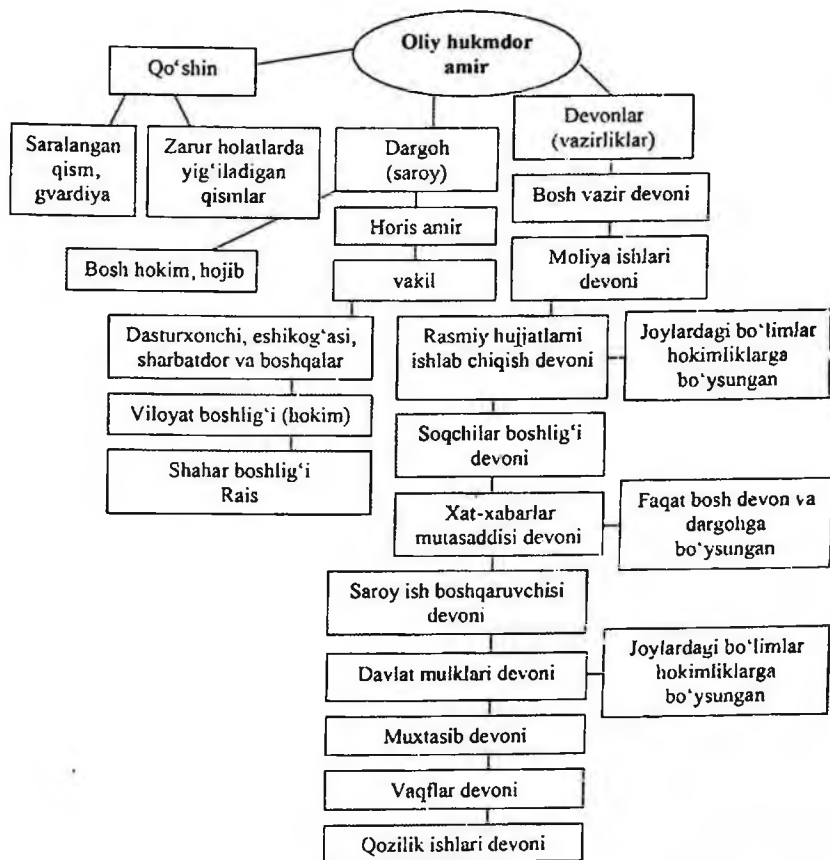 Oliy hukmdor
amir
Qo‘shin
Saralangan
qism,
gvardiya
Zarur holatlarda
yig‘iladigan
qismlar
Dargoh
(saroy)
Devonlar
(vazirliklar)
Bosh vazir devoni
Horis amir
Bosh hokim, hojib
vakil
Moliya ishlari
devoni
Dasturxonchi, eshikog‘asi,
sharbatdor va boshqalar
Rasmiy hujjatlarni
ishlab chiqish devoni
Joylardagi bo‘limlar
hokimliklarga
bo‘ysungan
Viloyat boshlig‘i (hokim)
Soqchilar boshlig‘i
devoni
Shahar boshlig‘i
Rais
Xat-xabarlar
mutasaddisi devoni
Faqat bosh devon va
dargohga
bo‘ysungan
Saroy ish boshqaruvchisi
devoni
Davlat mulklari devoni
Joylardagi bo‘limlar
hokimliklarga
bo‘ysungan
Muxtasib devoni
Vaqflar devoni
Qozilik ishlari devoni